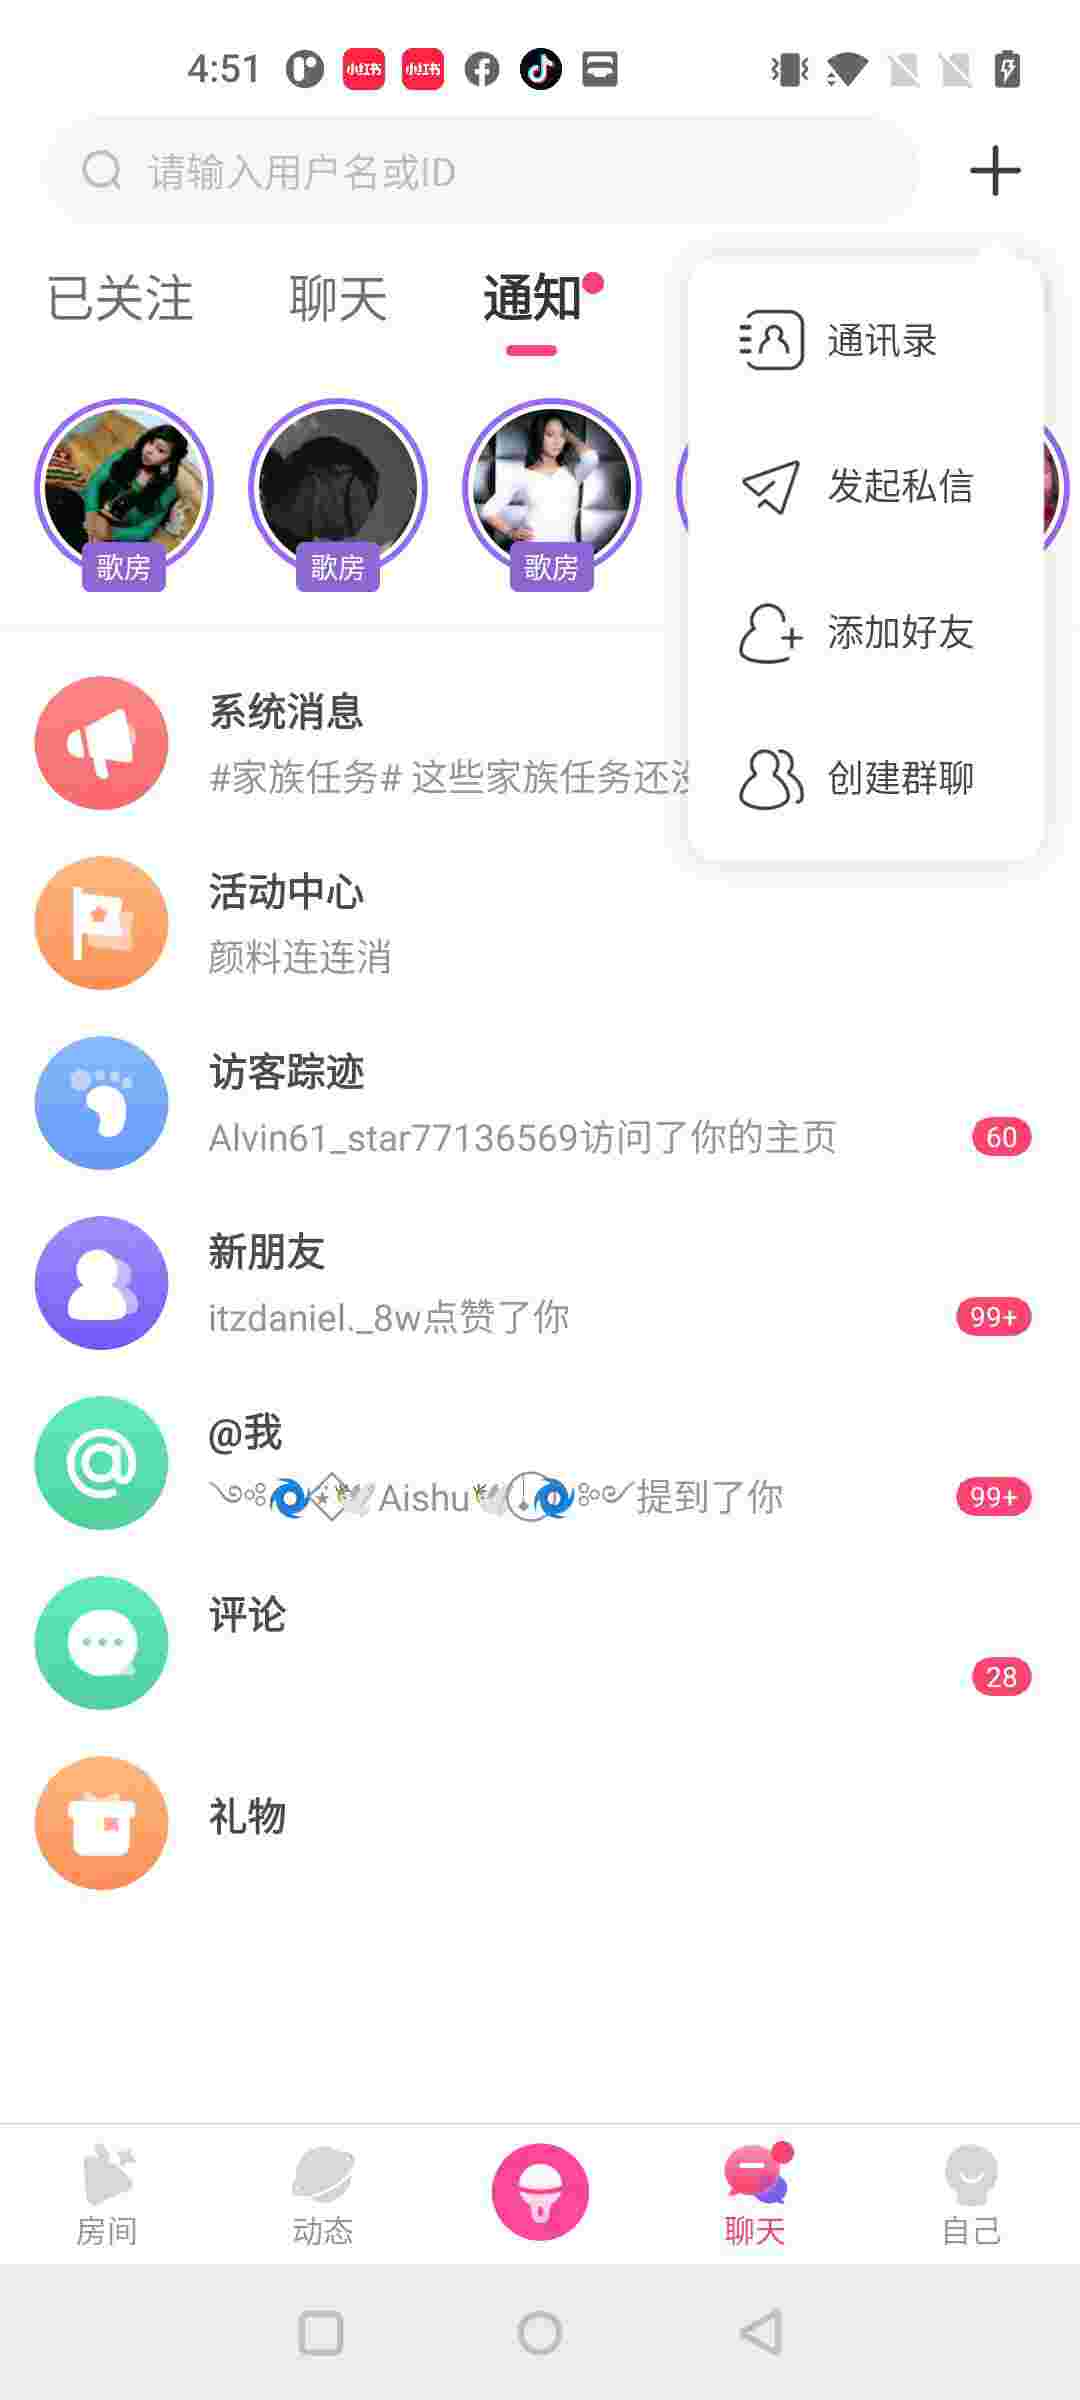 4:51
小红书 小红书
请输入用户名或ID
已关注 聊天 通知
通讯录
发起私信
添加好友
创建群聊
歌房 歌房 歌房
系统消息
#家族任务# 这些家族任务还
活动中心
颜料连连消
访客踪迹
Alvin61_star77136569访问了你的主页
60
新朋友
itzdaniel._8w点赞了你
99+
@我
Aishu提到了你
99+
评论
28
礼物
房间 动态 聊天 自己